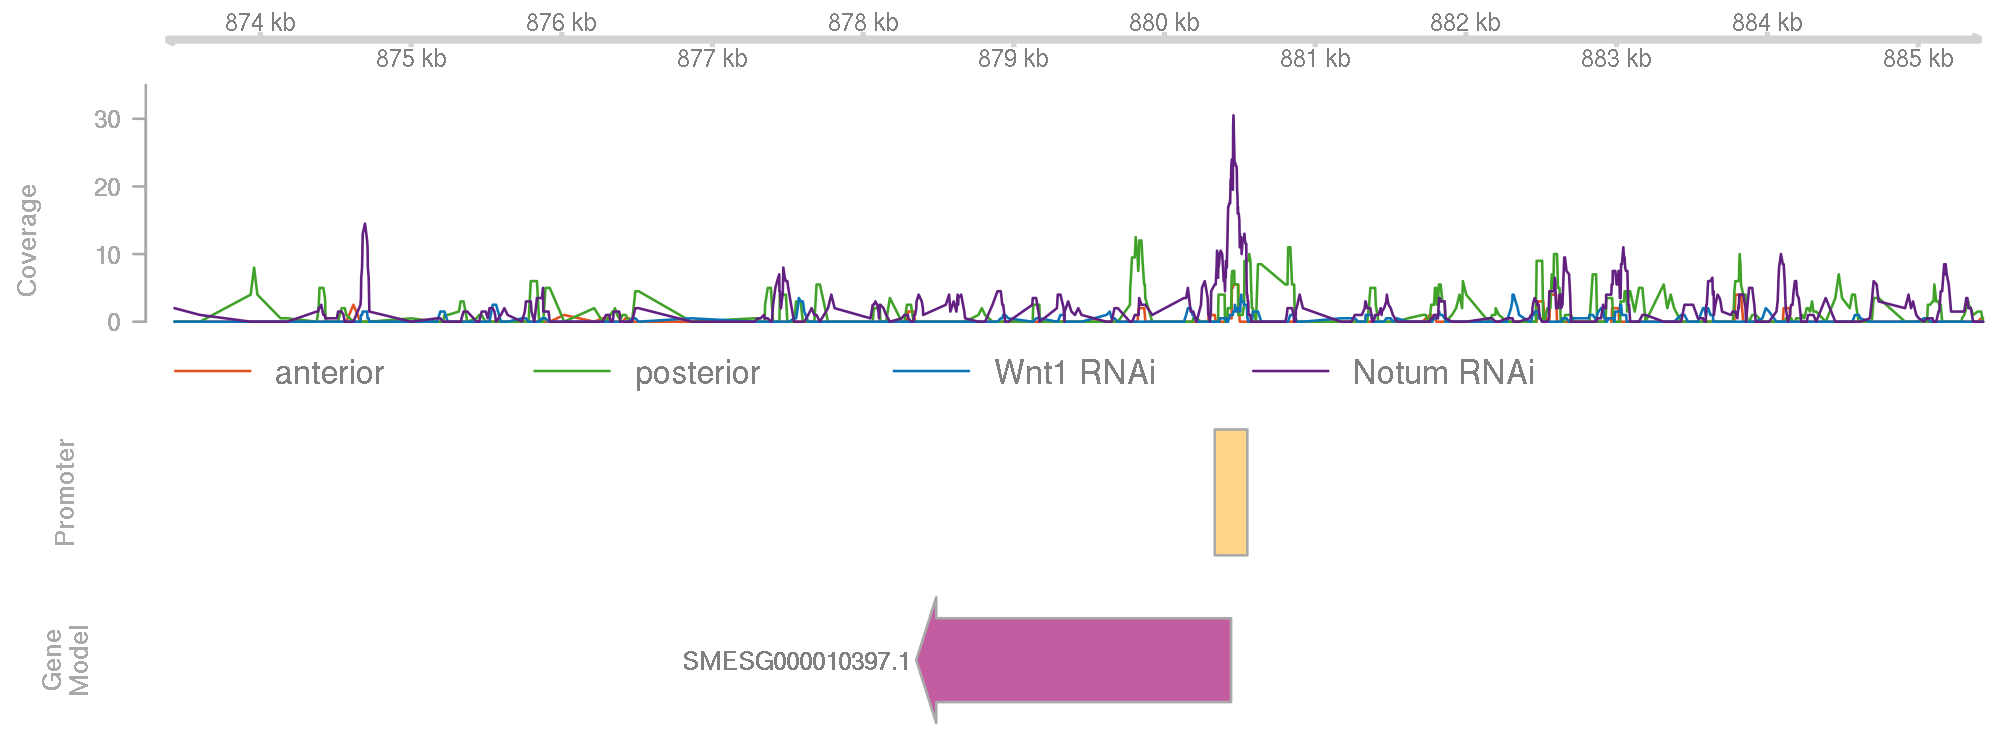 874 kb 876 kb 878 kb 880 kb 882 kb 884 kb
875 kb 877 kb 879 kb 881 kb 883 kb 885 kb
Coverage
30
20
10
0
anterior posterior Wnt1 RNAi Notum RNAi
Promoter
Gene
Model
SMESG000010397.1